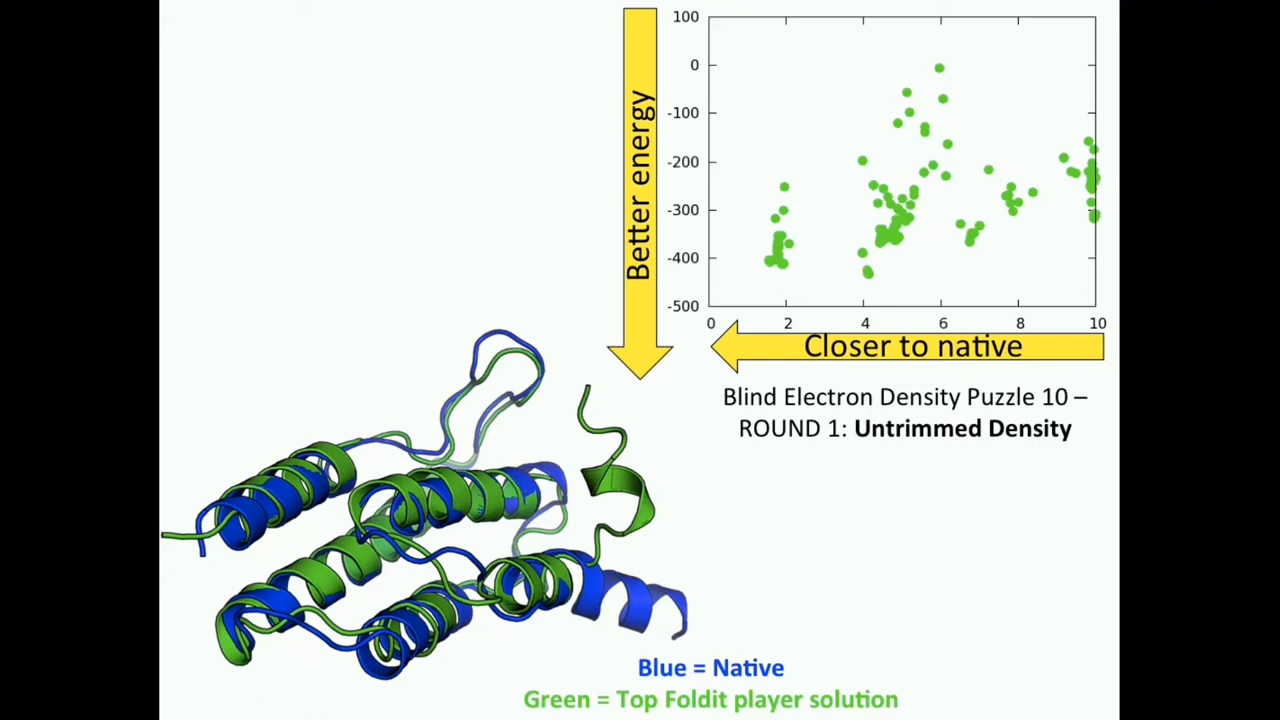 Better energy
100
0
-100
-200
-300
-400
-500
0 2 4 6 8 10
Closer to native
Blind Electron Density Puzzle 10 –
ROUND 1: Untrimmed Density
Blue = Native
Green = Top Foldit player solution